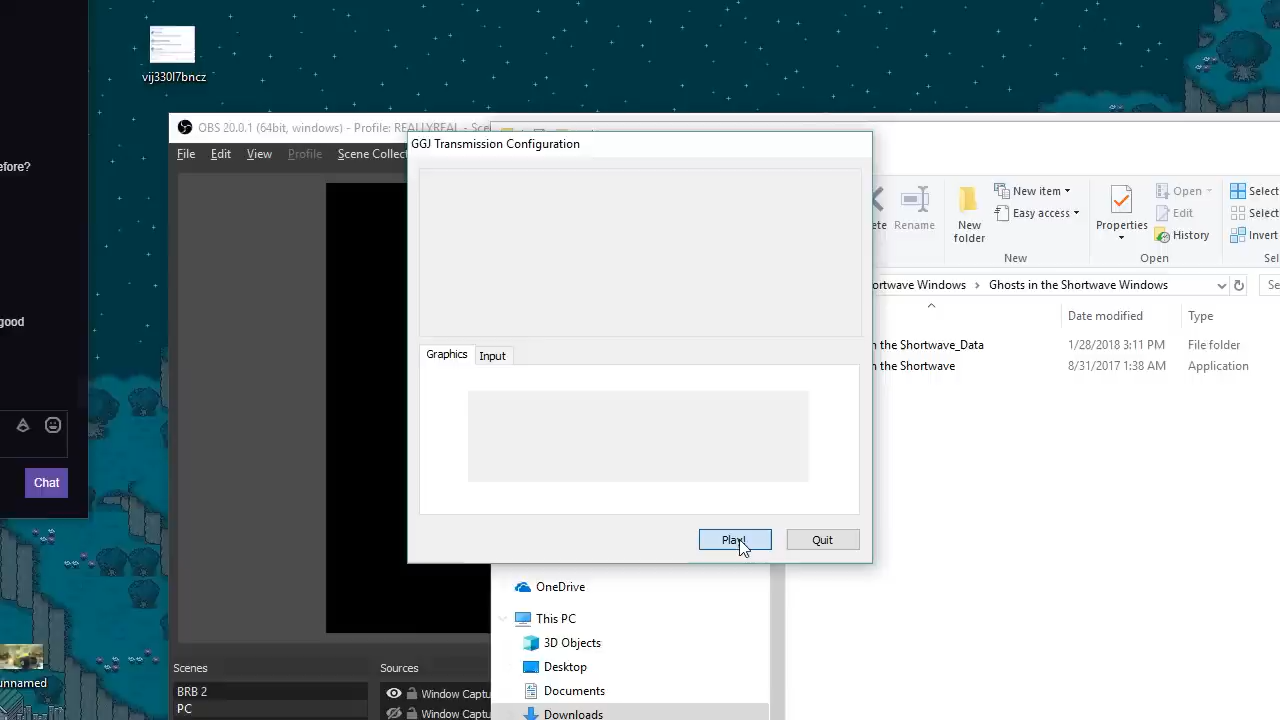 vij330l7bncz
efore?
good
Chat
unnamed
OBS 20.0.1 (64bit, windows) - Profile: REALLYREAL - Sce
File Edit View Profile Scene Collect
GGJ Transmission Configuration
Graphics Input
Play! Quit
Scenes
BRB 2
PC
Sources
Window Captu
Window Captu
ete Rename
New folder
New item
Easy access
New
Properties
Open
Edit
History
Open
Select
Select
Invert
Sel
ortwave Windows > Ghosts in the Shortwave Windows
Se
Date modified Type
n the Shortwave_Data 1/28/2018 3:11 PM File folder
n the Shortwave 8/31/2017 1:38 AM Application
OneDrive
This PC
3D Objects
Desktop
Documents
Downloads